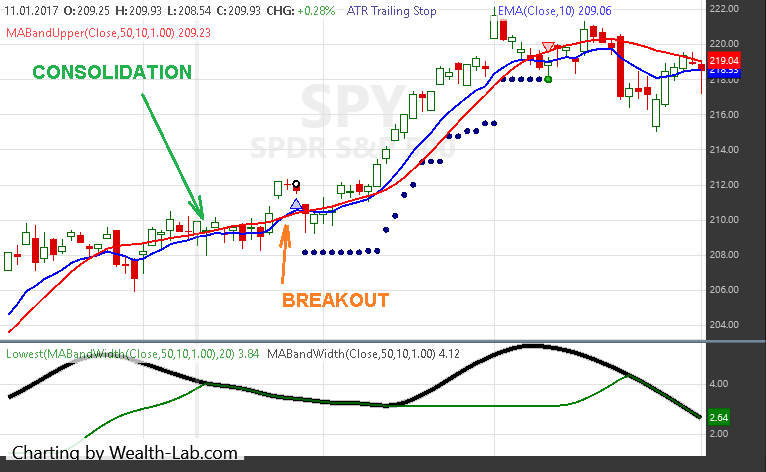 11.01.2017 O:209.25 H:209.93 L:208.54 C:209.93 CHG: +0.28% ATR Trailing Stop EMA(Close,10) 209.06
MABandUpper(Close,50,10,1.00) 209.23
222.00
220.00
219.04
218.00
216.00
214.00
212.00
210.00
208.00
206.00
204.00
CONSOLIDATION
SPY
SPDR S&P
BREAKOUT
Lowest(MABandWidth(Close,50,10,1.00),20) 3.84 MABandWidth(Close,50,10,1.00) 4.12
4.00
2.64
2.00
Charting by Wealth-Lab.com